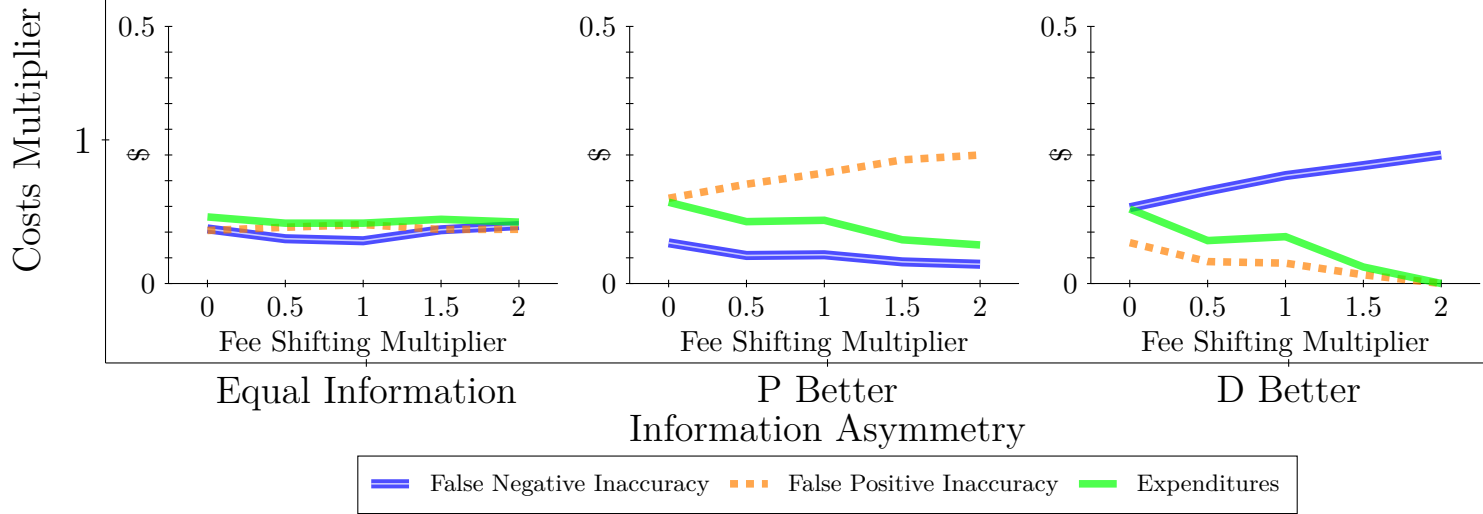 Costs Multiplier
1
0.5
$
0
0 0.5 1 1.5 2
Fee Shifting Multiplier
0.5
$
0
0 0.5 1 1.5 2
Fee Shifting Multiplier
0.5
$
0
0 0.5 1 1.5 2
Fee Shifting Multiplier
Equal Information P Better D Better
Information Asymmetry
False Negative Inaccuracy False Positive Inaccuracy Expenditures